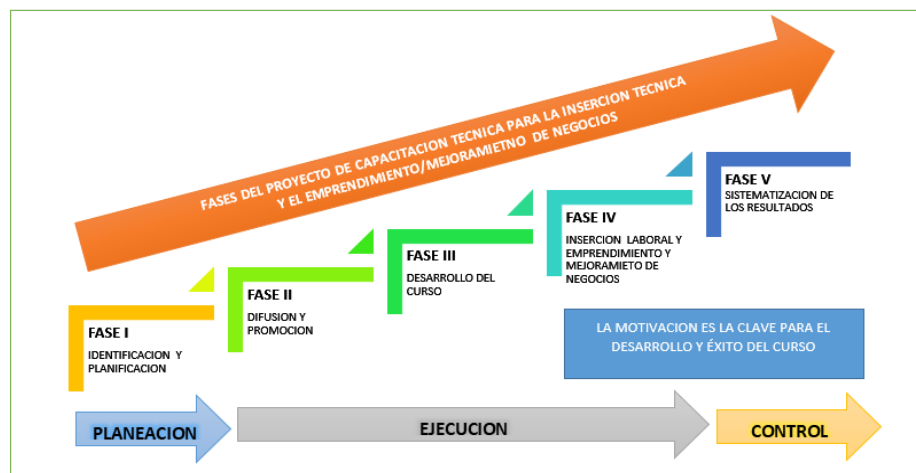 FASES DEL PROYECTO DE CAPACITACION TECNICA PARA LA INSERCION TECNICA
Y EL EMPRENDIMIENTO/MEJORAMIETNO DE NEGOCIOS
FASE I
IDENTIFICACION Y
PLANIFICACION
FASE II
DIFUSION Y
PROMOCION
FASE III
DESARROLLO DEL
CURSO
FASE IV
INSERCION LABORAL Y
EMPRENDIMIENTO Y
MEJORAMIETO DE
NEGOCIOS
FASE V
SISTEMATIZACION DE
LOS RESULTADOS
LA MOTIVACION ES LA CLAVE PARA EL
DESARROLLO Y ÉXITO DEL CURSO
PLANEACION
EJECUCION
CONTROL